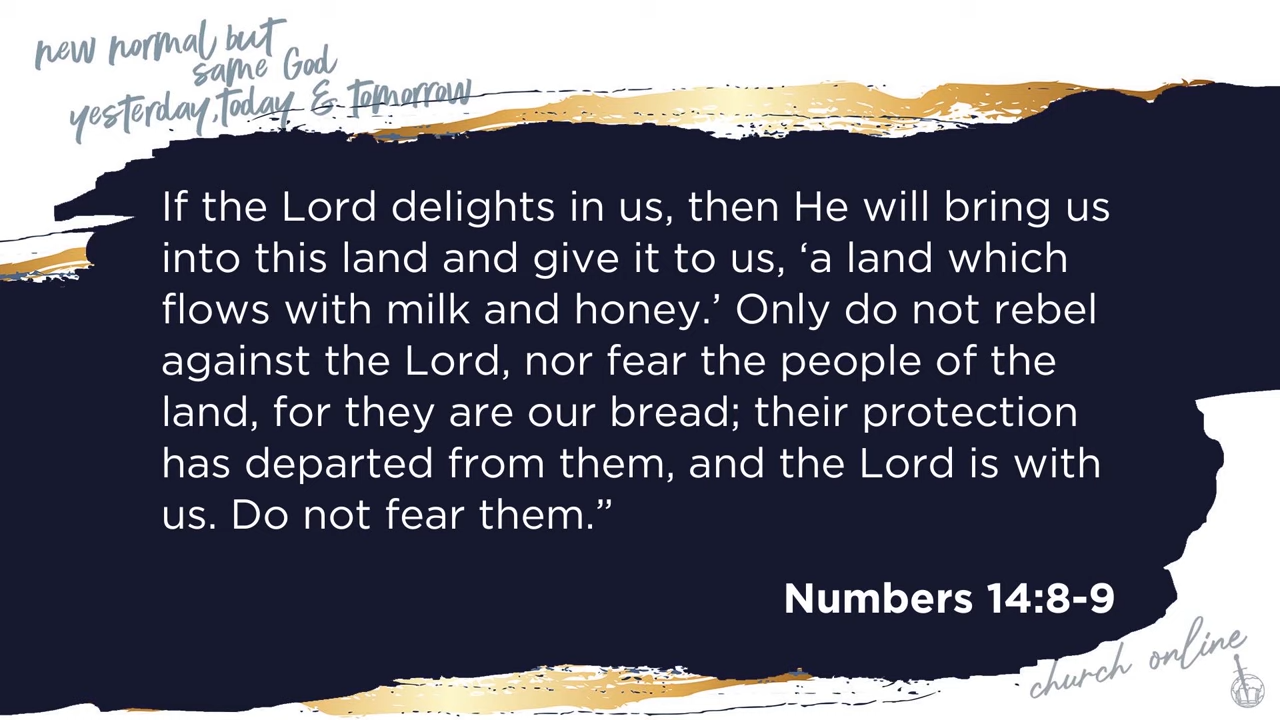 new normal but
same God
yesterday, today & tomorrow
If the Lord delights in us, then He will bring us
into this land and give it to us, ‘a land which
flows with milk and honey.’ Only do not rebel
against the Lord, nor fear the people of the
land, for they are our bread; their protection
has departed from them, and the Lord is with
us. Do not fear them.”
Numbers 14:8-9
church online